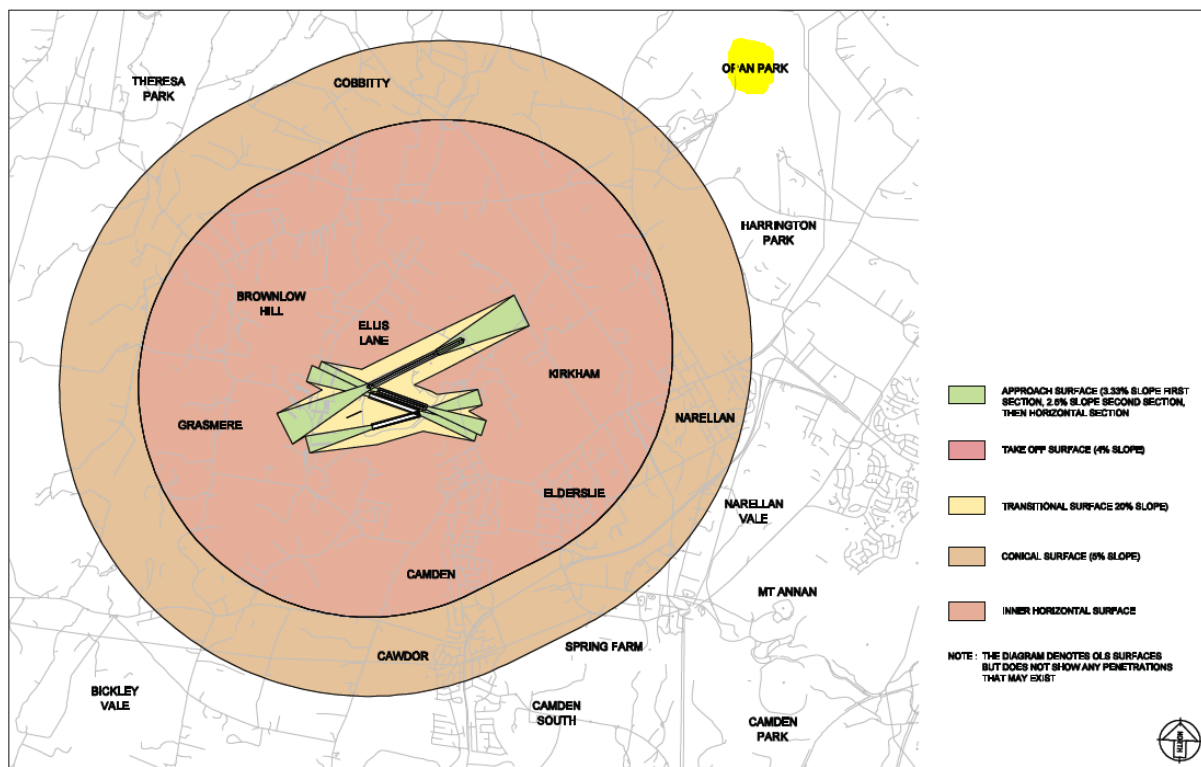 THERESA
PARK
COBBITTY
ORAN PARK
HARRINGTON
PARK
BROWNLOW
HILL
ELLIS
LANE
KIRKHAM
GRASMERE
NARELLAN
ELDERSLIE
NARELLAN
VALE
CAMDEN
MT ANNAN
SPRING FARM
CAWDOR
BICKLEY
VALE
CAMDEN
SOUTH
CAMDEN
PARK
APPROACH SURFACE (3.33% SLOPE FIRST
SECTION, 2.5% SLOPE SECOND SECTION,
THEN HORIZONTAL SECTION
TAKE OFF SURFACE (4% SLOPE)
TRANSITIONAL SURFACE 20% SLOPE)
CONICAL SURFACE (5% SLOPE)
INNER HORIZONTAL SURFACE
NOTE : THE DIAGRAM DENOTES OLS SURFACES
BUT DOES NOT SHOW ANY PENETRATIONS
THAT MAY EXIST
NORTH